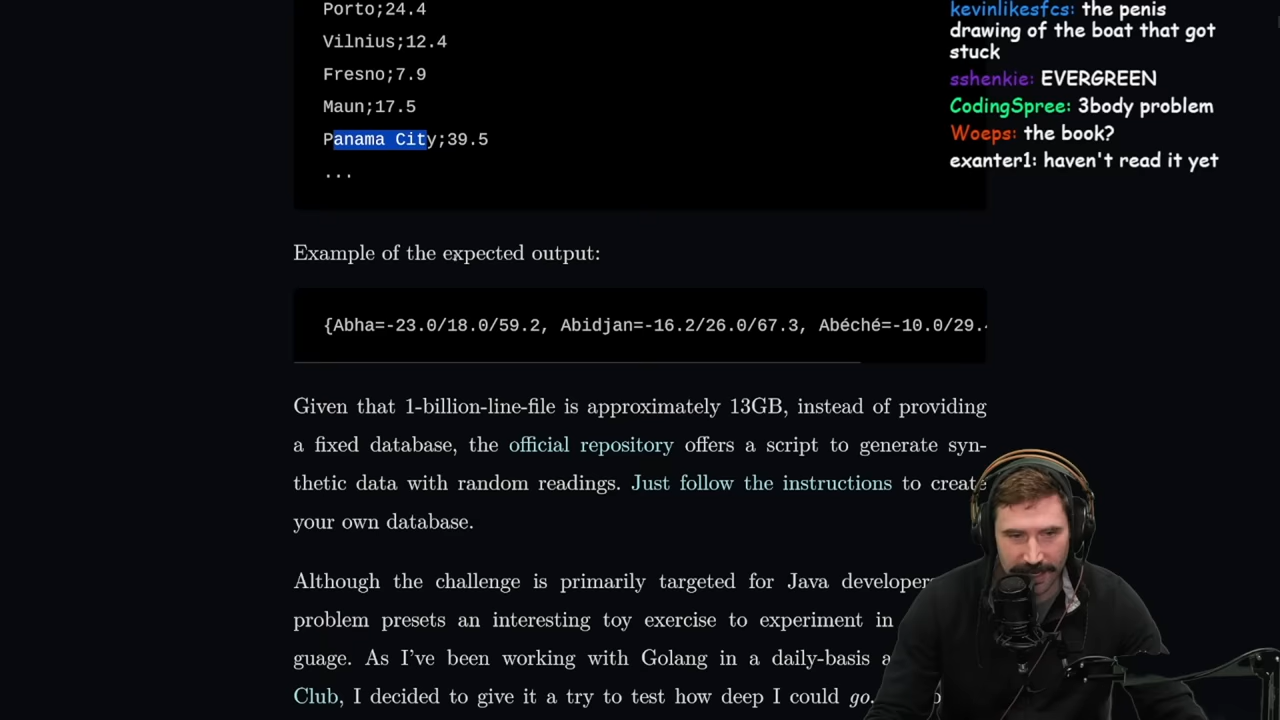 Porto;24.4
Vilnius;12.4
Fresno;7.9
Maun;17.5
Panama City;39.5
...
Example of the expected output:
{Abha=-23.0/18.0/59.2, Abidjan=-16.2/26.0/67.3, Abéché=-10.0/29.4
Given that 1-billion-line-file is approximately 13GB, instead of providing
a fixed database, the official repository offers a script to generate syn-
thetic data with random readings. Just follow the instructions to create
your own database.
Although the challenge is primarily targeted for Java developer
problem presets an interesting toy exercise to experiment in
guage. As I've been working with Golang in a daily-basis a
Club, I decided to give it a try to test how deep I could go.
kevinlikesfcs: the penis
drawing of the boat that got
stuck
sshenkie: EVERGREEN
CodingSpree: 3body problem
Woeps: the book?
exanter1: haven't read it yet